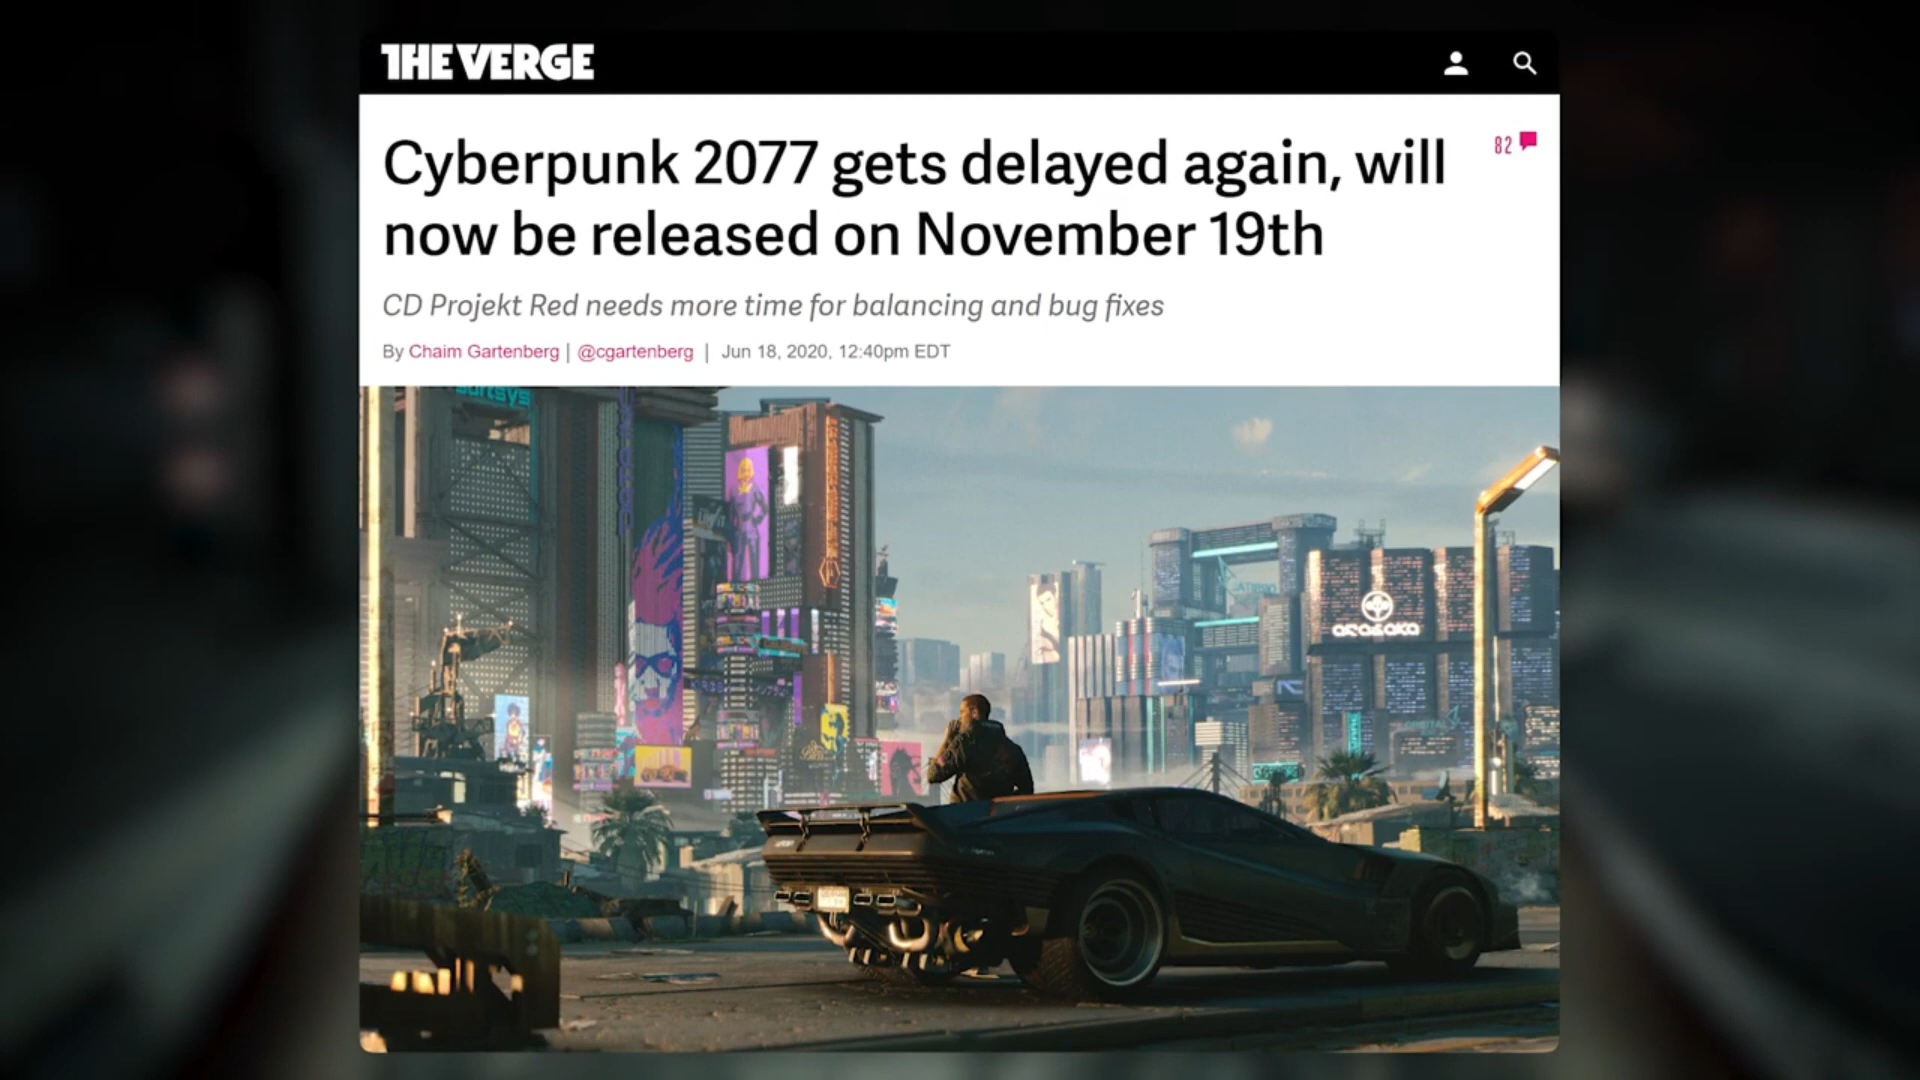 THE VERGE
Cyberpunk 2077 gets delayed again, will
82
now be released on November 19th
CD Projekt Red needs more time for balancing and bug fixes
By Chaim Gartenberg | @cgartenberg | Jun 18, 2020, 12:40pm EDT
arasaka